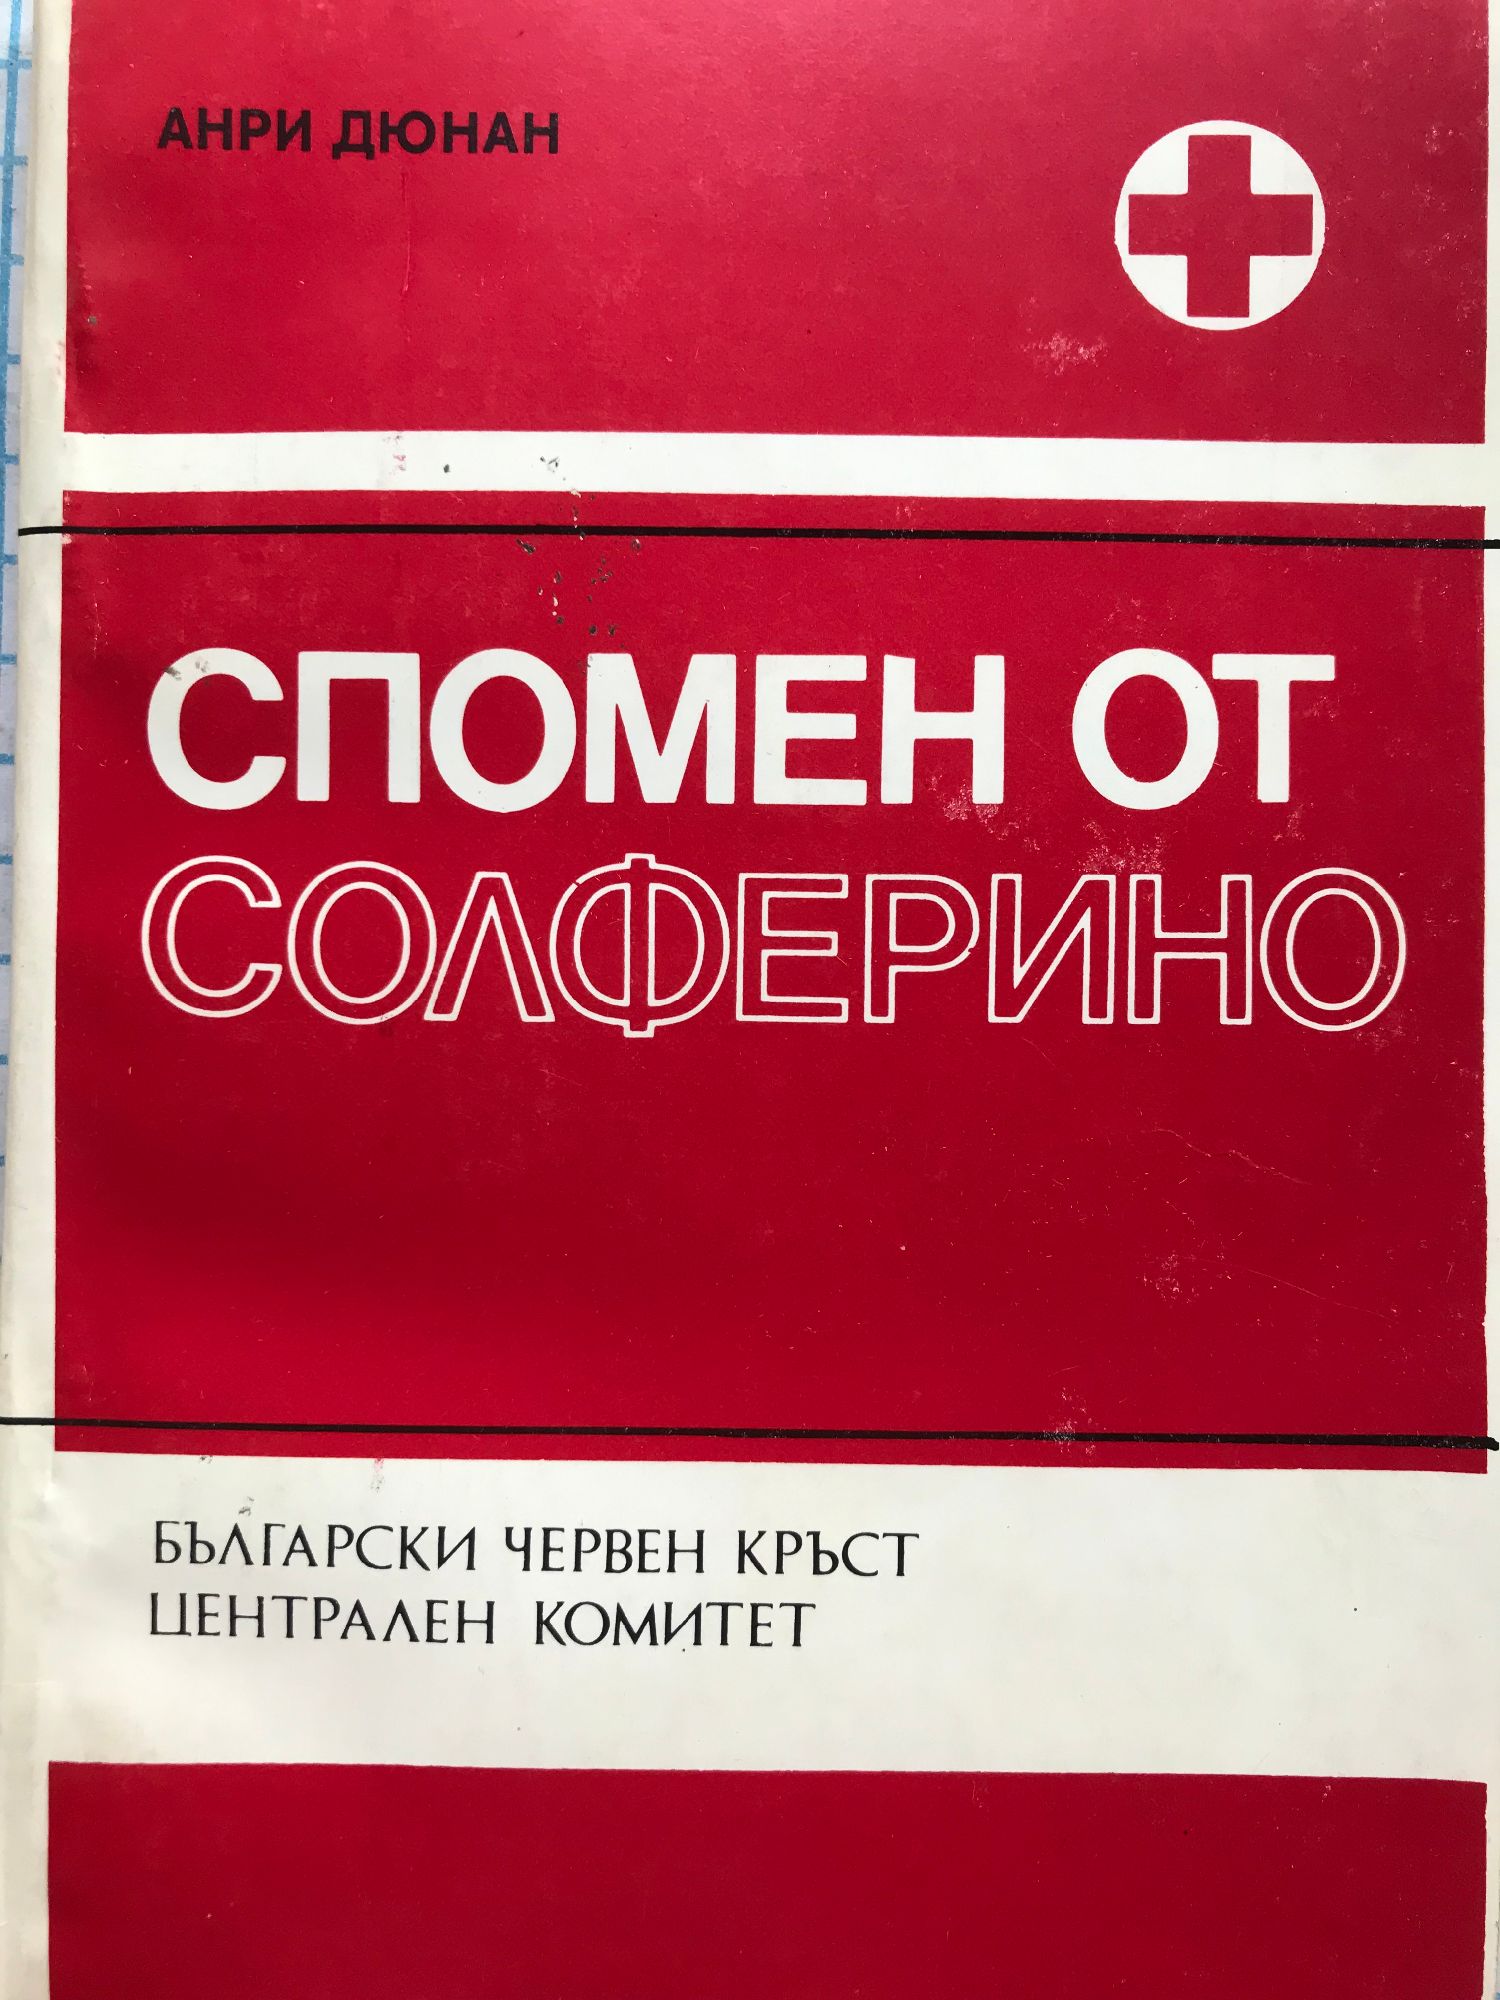 АНРИ ДЮНАН
СПОМЕН ОТ
СОЛФЕРИНО
БЪЛГАРСКИ ЧЕРВЕН КРЪСТ
ЦЕНТРАЛЕН КОМИТЕТ